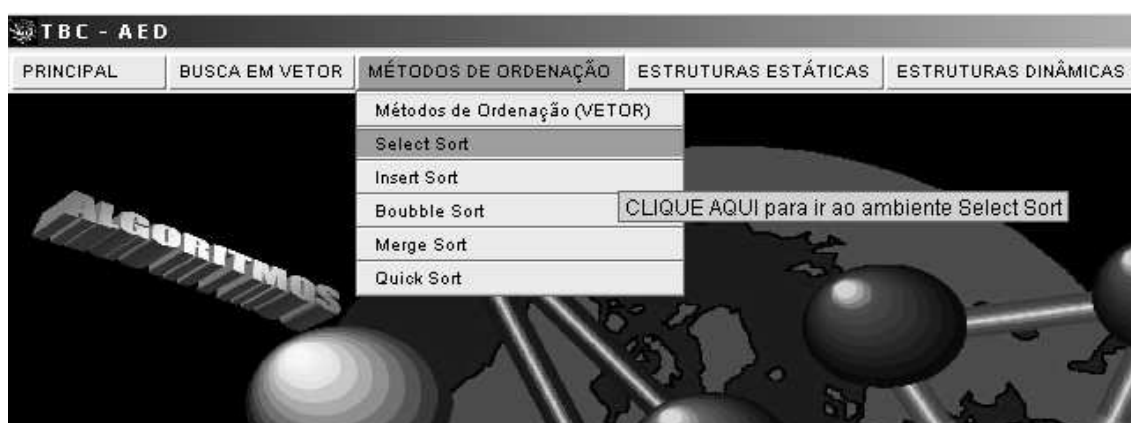 TBC - AED
PRINCIPAL BUSCA EM VETOR MÉTODOS DE ORDENAÇÃO ESTRUTURAS ESTÁTICAS ESTRUTURAS DINÂMICAS
Métodos de Ordenação (VETOR)
Select Sort
Insert Sort
Boubble Sort
CLIQUE AQUI para ir ao ambiente Select Sort
Merge Sort
Quick Sort
ALGORITMOS